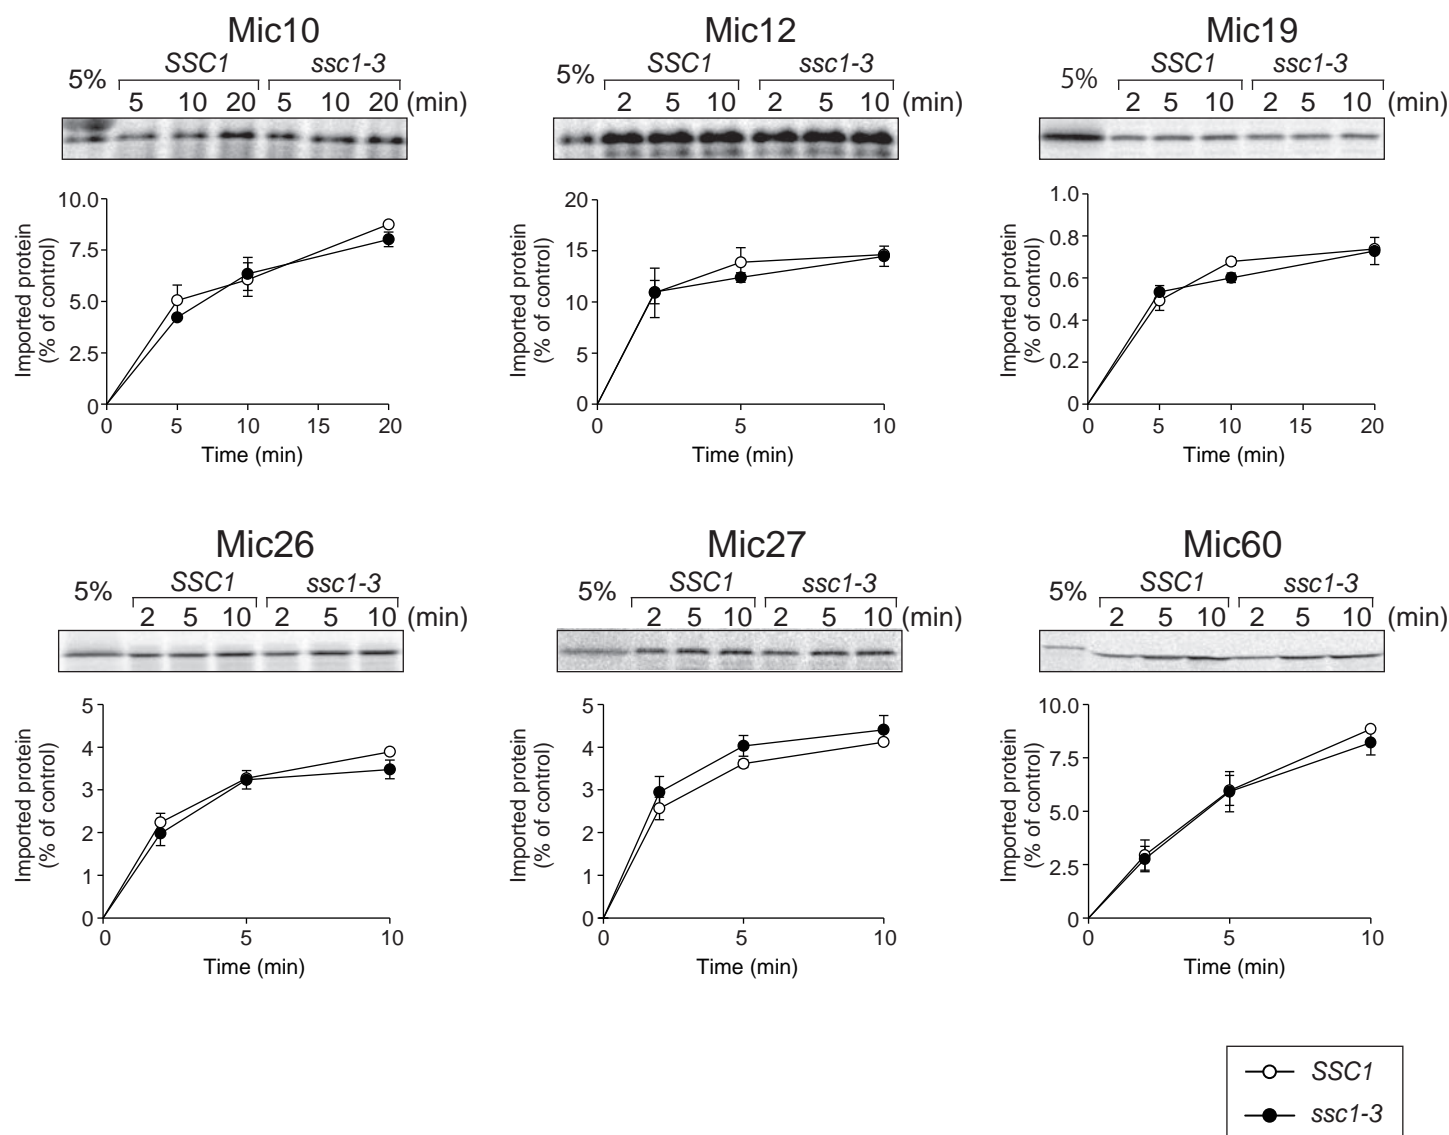 Mic10
SSC1 ssc1-3
5%
5 10 20 5 10 20 (min)
10.0
7.5
5.0
2.5
0
Imported protein
(% of control)
0 5 10 15 20
Time (min)
Mic12
SSC1 ssc1-3
5%
2 5 10 2 5 10 (min)
20
15
10
5
0
Imported protein
(% of control)
0 5 10
Time (min)
Mic19
SSC1 ssc1-3
5%
2 5 10 2 5 10 (min)
1.0
0.8
0.6
0.4
0.2
0
Imported protein
(% of control)
0 5 10 15 20
Time (min)
Mic26
SSC1 ssc1-3
5%
2 5 10 2 5 10 (min)
5
4
3
2
1
0
Imported protein
(% of control)
0 5 10
Time (min)
Mic27
SSC1 ssc1-3
5%
2 5 10 2 5 10 (min)
5
4
3
2
1
0
Imported protein
(% of control)
0 5 10
Time (min)
Mic60
SSC1 ssc1-3
5%
2 5 10 2 5 10 (min)
10.0
7.5
5.0
2.5
0
Imported protein
(% of control)
0 5 10
Time (min)
SSC1
ssc1-3